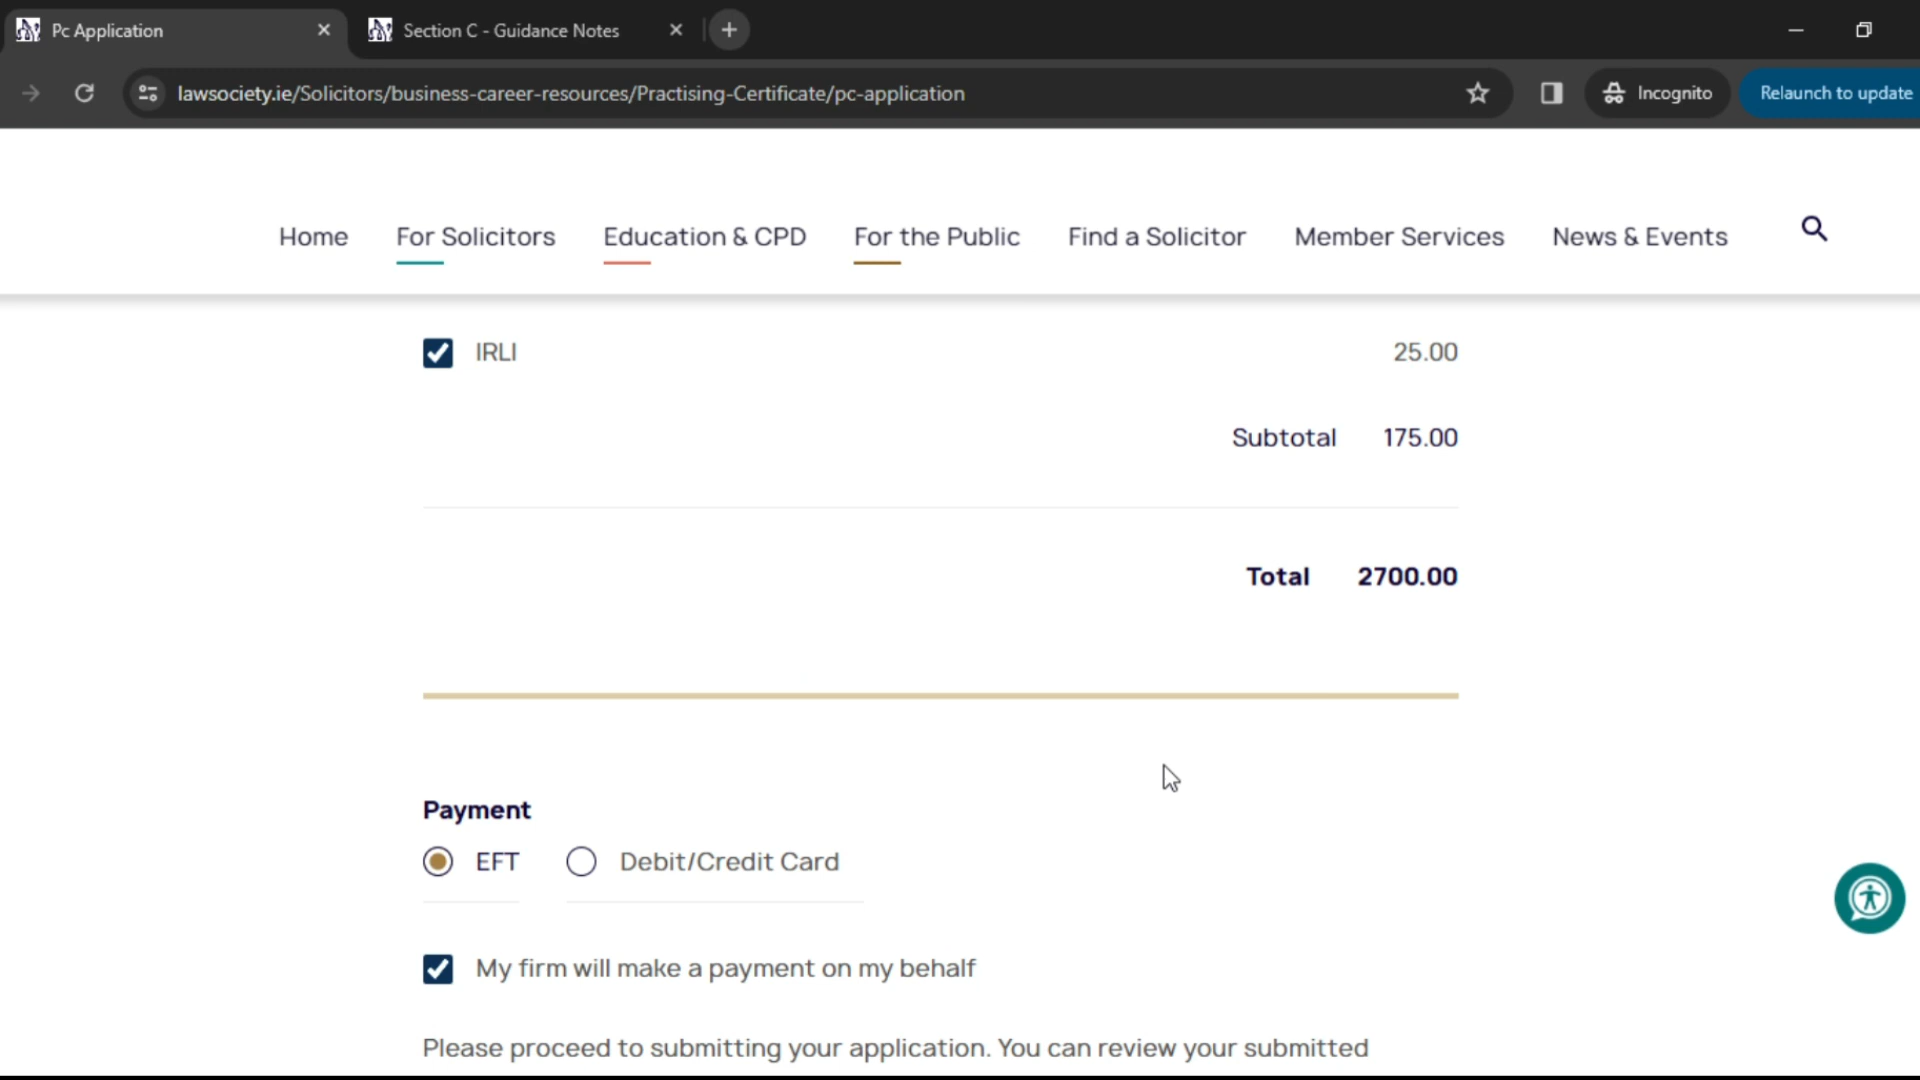 Pc Application
Section C - Guidance Notes
lawsociety.ie/Solicitors/business-career-resources/Practising-Certificate/pc-application
Incognito
Relaunch to update
Home For Solicitors Education & CPD For the Public Find a Solicitor Member Services News & Events
IRLI 25.00
Subtotal 175.00
Total 2700.00
Payment
EFT Debit/Credit Card
My firm will make a payment on my behalf
Please proceed to submitting your application. You can review your submitted